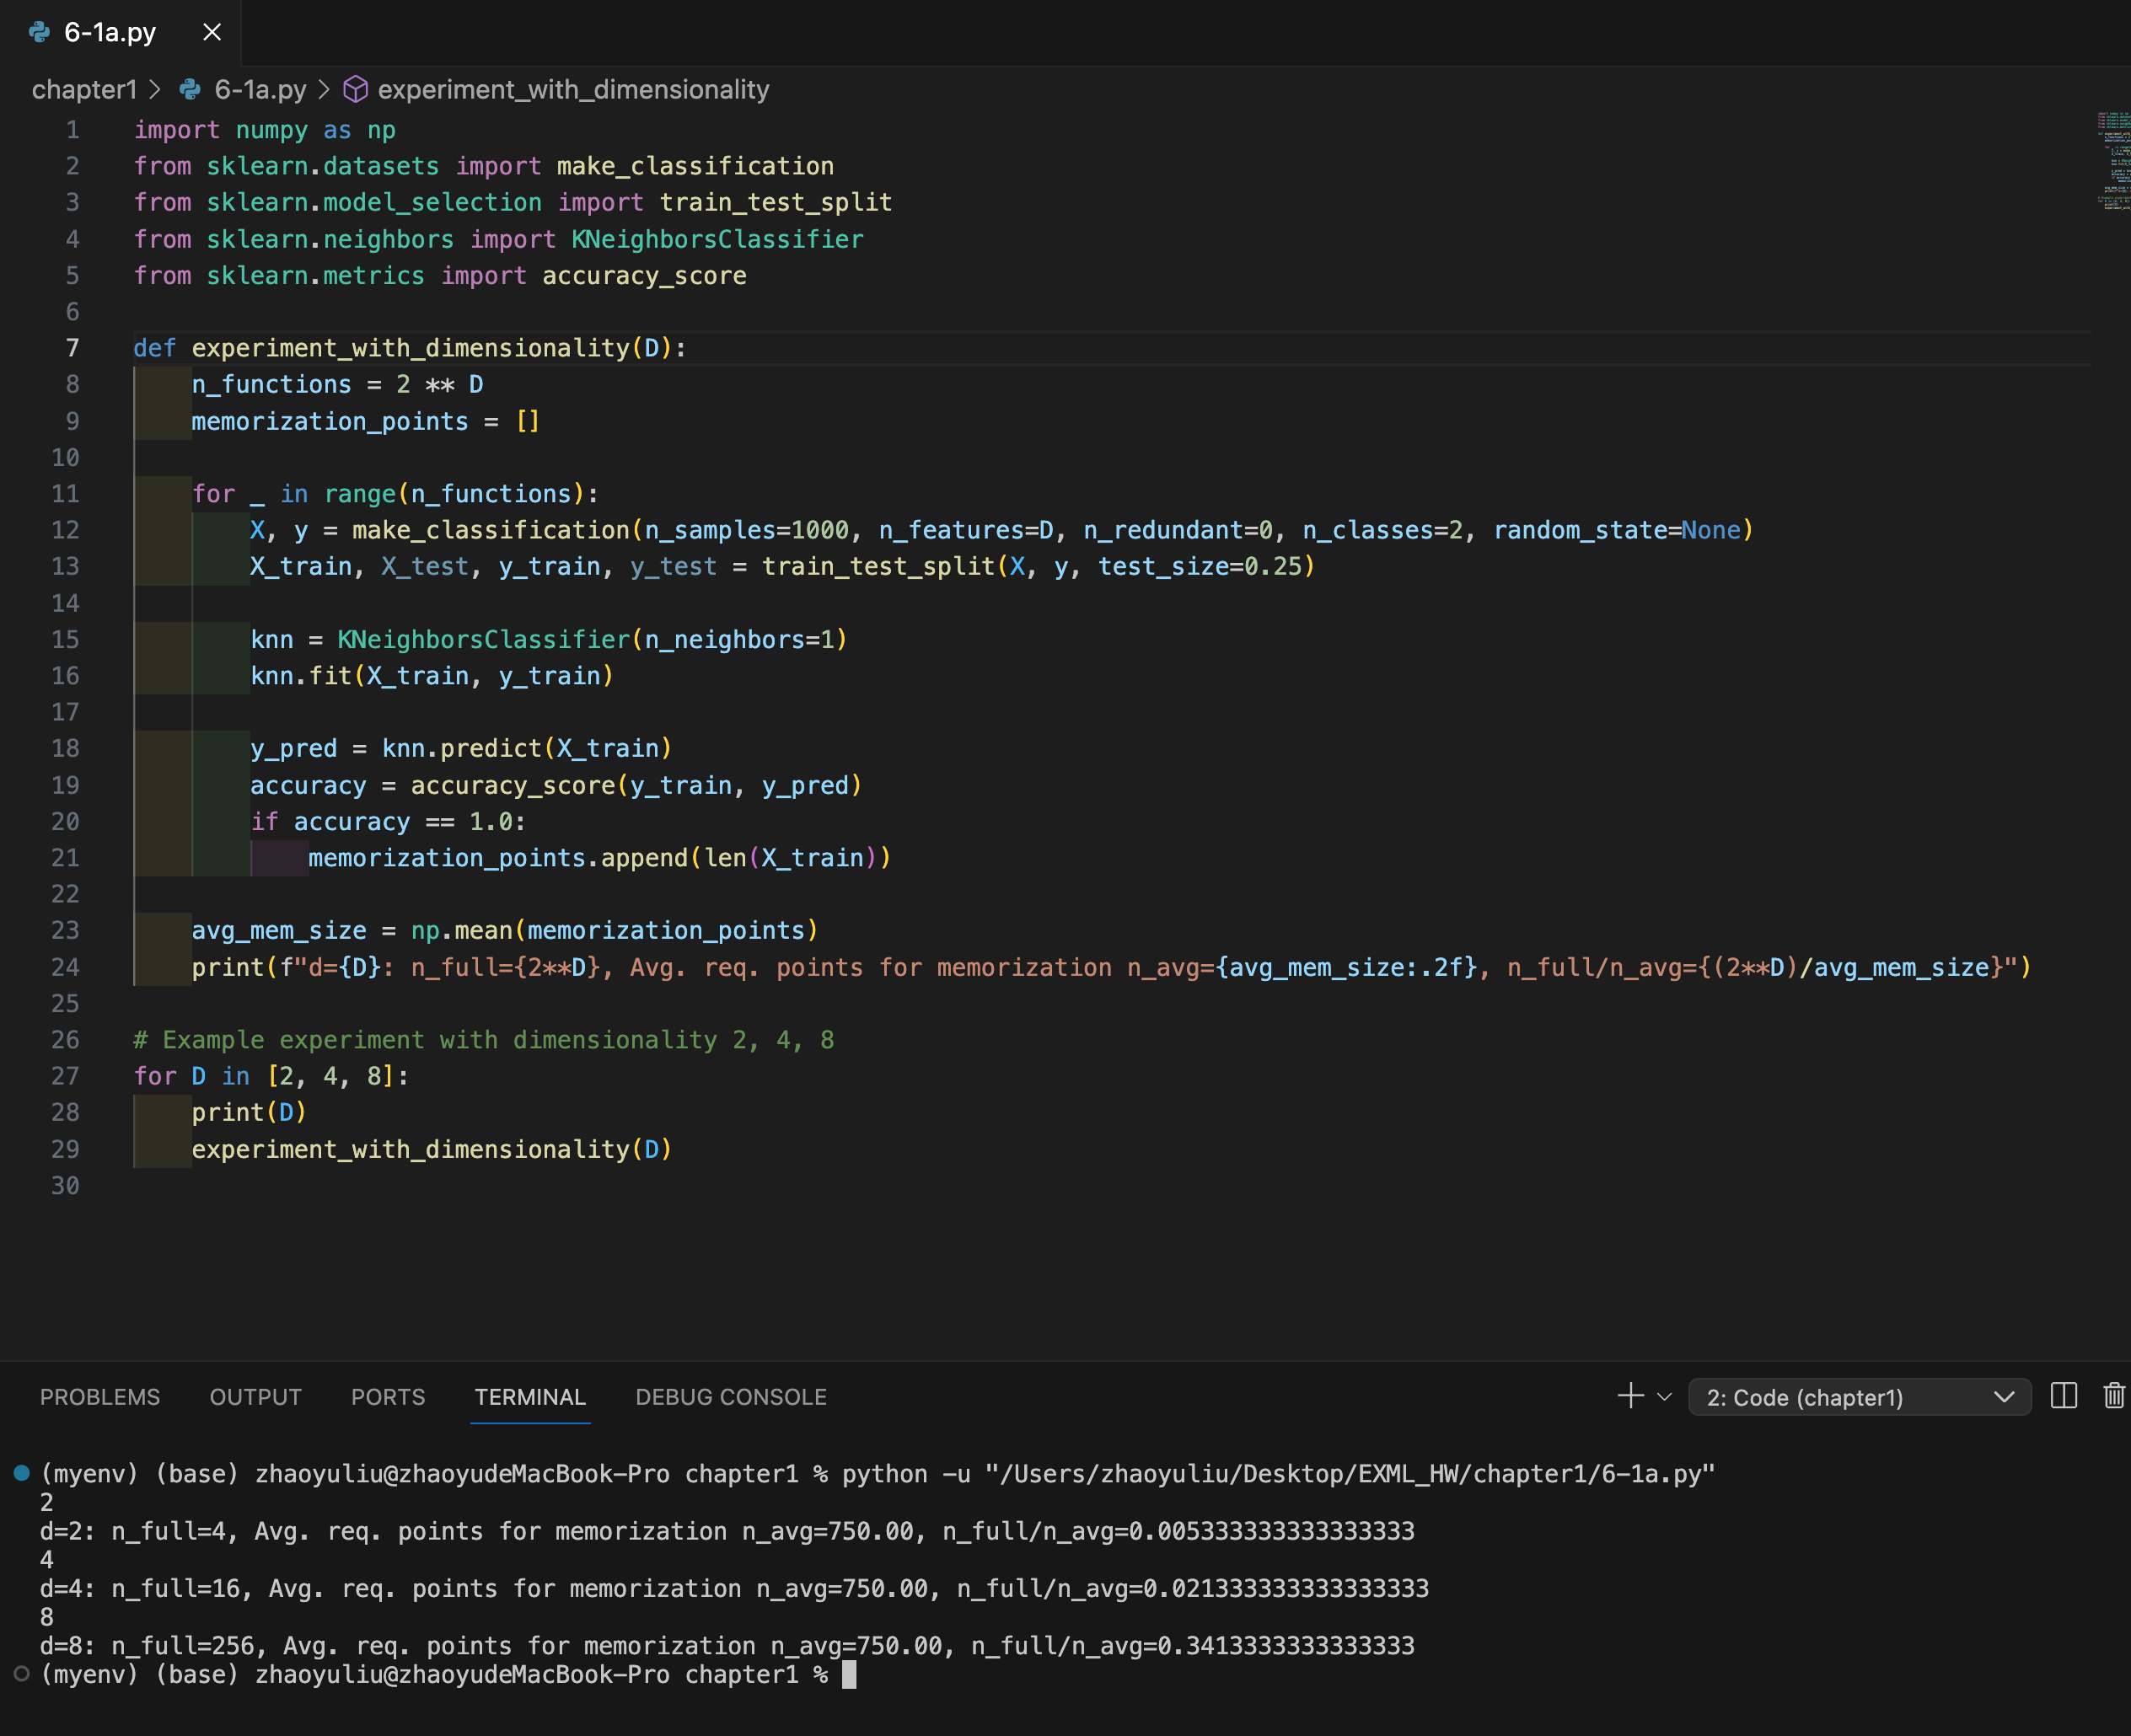 6-1a.py
chapter1 > 6-1a.py > experiment_with_dimensionality
1 import numpy as np
2 from sklearn.datasets import make_classification
3 from sklearn.model_selection import train_test_split
4 from sklearn.neighbors import KNeighborsClassifier
5 from sklearn.metrics import accuracy_score
6
7 def experiment_with_dimensionality(D):
8     n_functions = 2 ** D
9     memorization_points = []
10
11     for _ in range(n_functions):
12         X, y = make_classification(n_samples=1000, n_features=D, n_redundant=0, n_classes=2, random_state=None)
13         X_train, X_test, y_train, y_test = train_test_split(X, y, test_size=0.25)
14
15         knn = KNeighborsClassifier(n_neighbors=1)
16         knn.fit(X_train, y_train)
17
18         y_pred = knn.predict(X_train)
19         accuracy = accuracy_score(y_train, y_pred)
20         if accuracy == 1.0:
21             memorization_points.append(len(X_train))
22
23     avg_mem_size = np.mean(memorization_points)
24     print(f"d={D}: n_full={2**D}, Avg. req. points for memorization n_avg={avg_mem_size:.2f}, n_full/n_avg={(2**D)/avg_mem_size}")
25
26 # Example experiment with dimensionality 2, 4, 8
27 for D in [2, 4, 8]:
28     print(D)
29     experiment_with_dimensionality(D)
30
PROBLEMS OUTPUT PORTS TERMINAL DEBUG CONSOLE 2: Code (chapter1)
(myenv) (base) zhaoyuliu@zhaoyudeMacBook-Pro chapter1 % python -u "/Users/zhaoyuliu/Desktop/EXML_HW/chapter1/6-1a.py"
2
d=2: n_full=4, Avg. req. points for memorization n_avg=750.00, n_full/n_avg=0.005333333333333333
4
d=4: n_full=16, Avg. req. points for memorization n_avg=750.00, n_full/n_avg=0.021333333333333333
8
d=8: n_full=256, Avg. req. points for memorization n_avg=750.00, n_full/n_avg=0.3413333333333333
(myenv) (base) zhaoyuliu@zhaoyudeMacBook-Pro chapter1 %